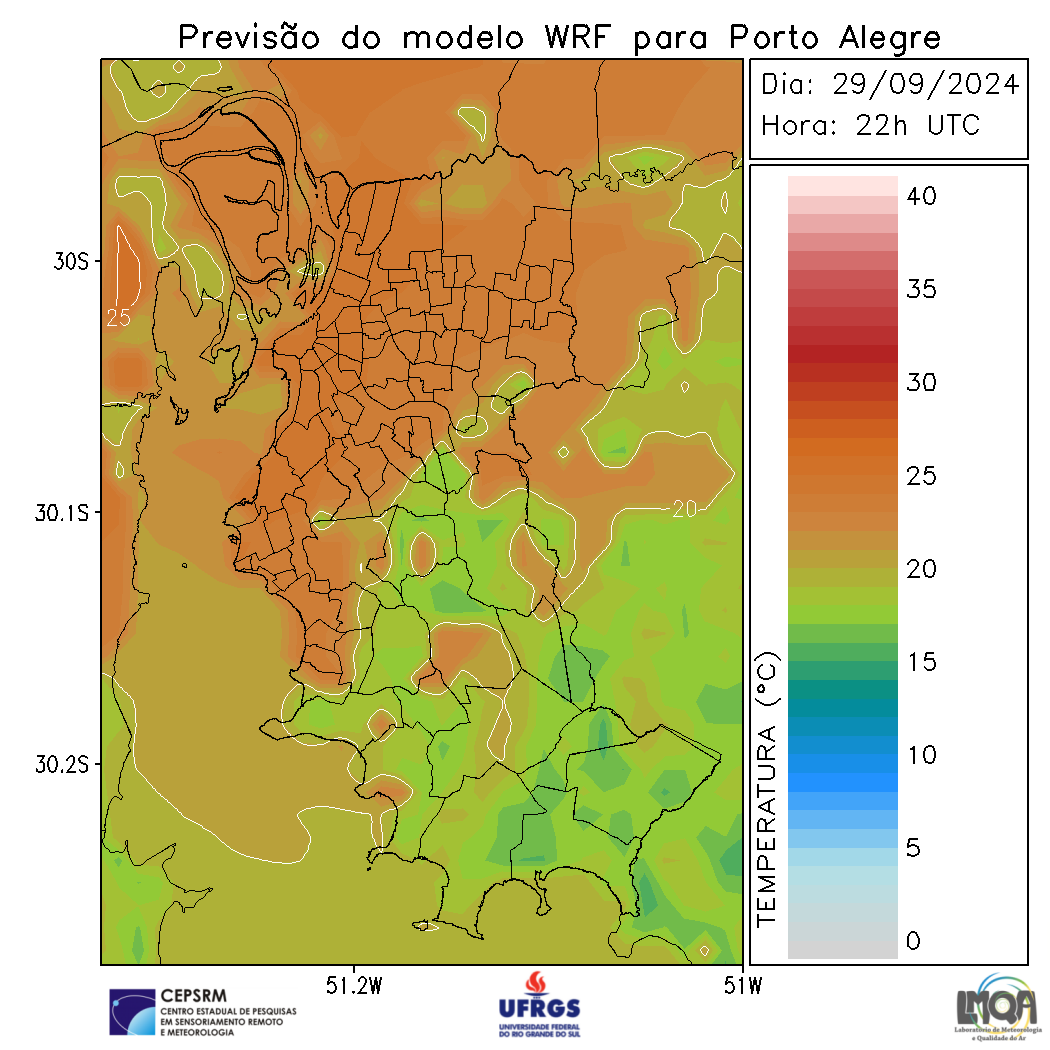 Previsão do modelo WRF para Porto Alegre
Dia: 29/09/2024
Hora: 22h UTC
40
35
30
25
20
15
10
5
0
TEMPERATURA (°C)
30S
30.1S
30.2S
51.2W
51W
25
20
CEPSRM
CENTRO ESTADUAL DE PESQUISAS
EM SENSORIAMENTO REMOTO
E METEOROLOGIA
UFRGS
UNIVERSIDADE FEDERAL
DO RIO GRANDE DO SUL
LMQA
Laboratório de Meteorologia
e Qualidade do Ar